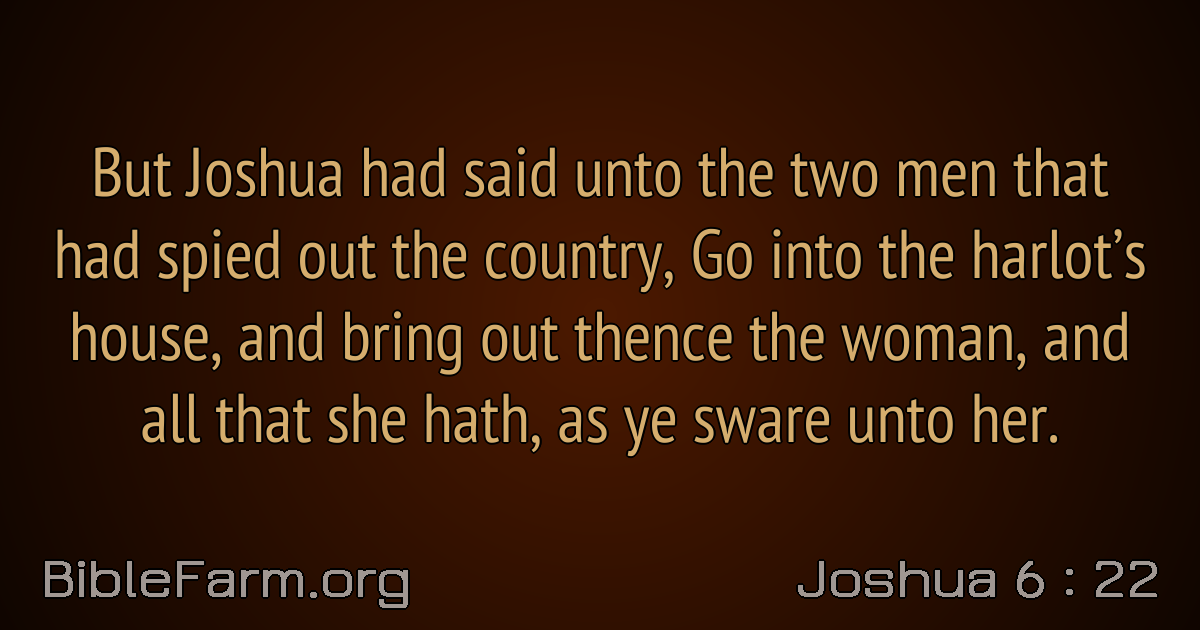 But Joshua had said unto the two men that
had spied out the country, Go into the harlot’s
house, and bring out thence the woman, and
all that she hath, as ye sware unto her.
BibleFarm.org
Joshua 6 : 22